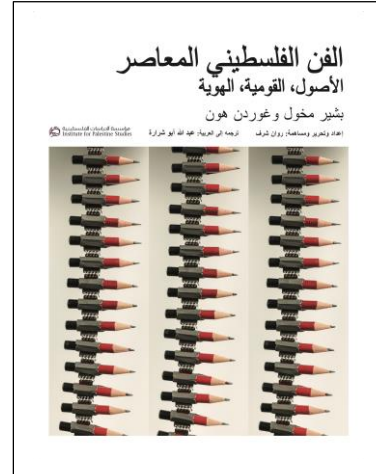 الفن الفلسطيني المعاصر
الأصول، القومية، الهوية
بشير مخول وغوردن هون
إعداد وتحرير ومساهمة: روان شرف
ترجمه إلى العربية: عبد الله أبو شرارة
مؤسسة الدراسات الفلسطينية
Institute for Palestine Studies